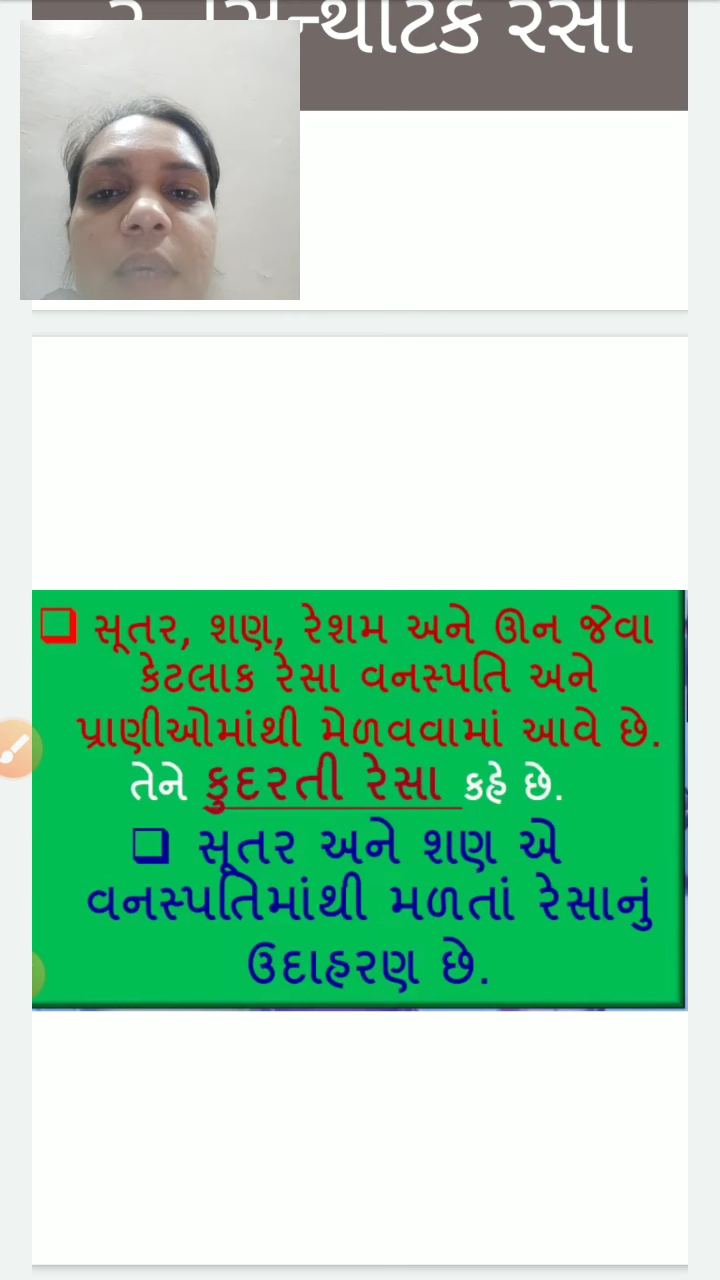 રેસા
❑ સૂતર, શણ, રેશમ અને ઊન જેવા
કેટલાક રેસા વનસ્પતિ અને
પ્રાણીઓમાંથી મેળવવામાં આવે છે.
તેને કુદરતી રેસા કહે છે.
❑ સૂતર અને શણ એ
વનસ્પતિમાંથી મળતાં રેસાનું
ઉદાહરણ છે.